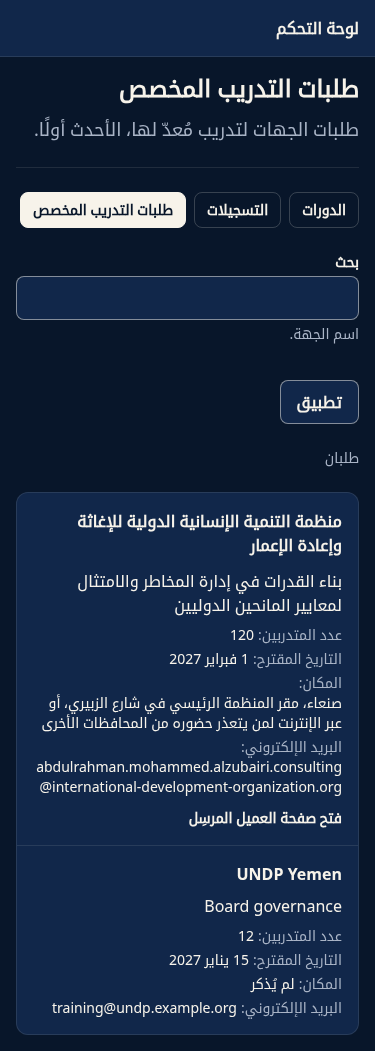 لوحة التحكم
طلبات التدريب المخصص
طلبات الجهات لتدريب مُعدّ لها، الأحدث أولًا.
الدورات
التسجيلات
طلبات التدريب المخصص
بحث
اسم الجهة.
تطبيق
طلبان
منظمة التنمية الإنسانية الدولية للإغاثة
وإعادة الإعمار
بناء القدرات في إدارة المخاطر والامتثال
لمعايير المانحين الدوليين
عدد المتدربين: 120
التاريخ المقترح: 1 فبراير 2027
المكان:
صنعاء، مقر المنظمة الرئيسي في شارع الزبيري، أو
عبر الإنترنت لمن يتعذر حضوره من المحافظات الأخرى
البريد الإلكتروني:
abdulrahman.mohammed.alzubairi.consulting
@international-development-organization.org
فتح صفحة العميل المرسِل
UNDP Yemen
Board governance
عدد المتدربين: 12
التاريخ المقترح: 15 يناير 2027
المكان: لم يُذكر
البريد الإلكتروني: training@undp.example.org